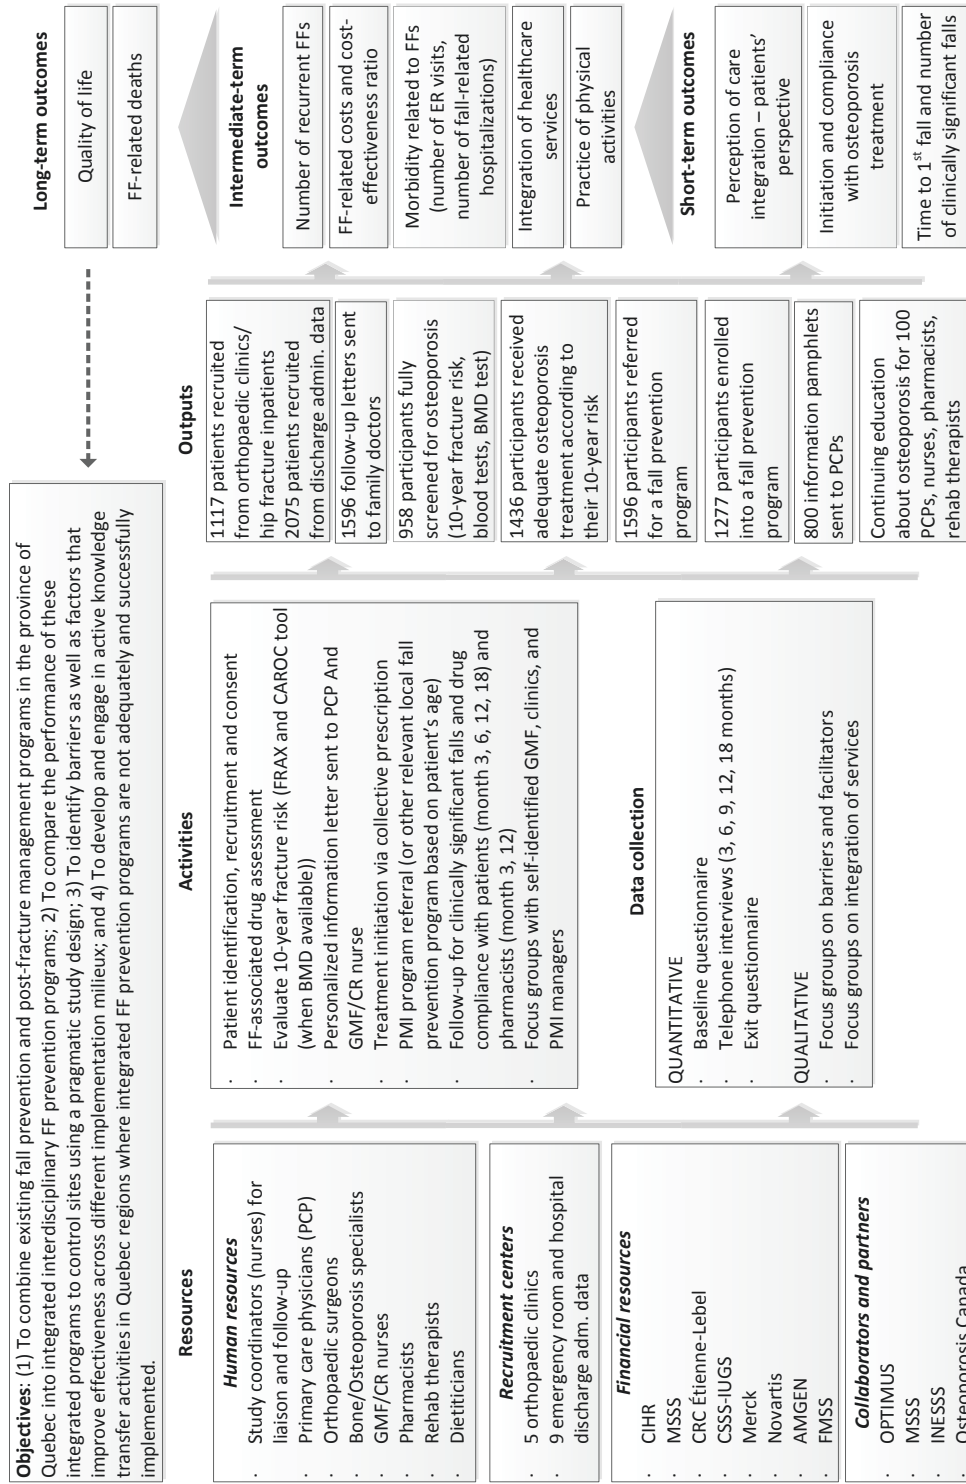 Objectives: (1) To combine existing fall prevention and post-fracture management programs in the province of
Quebec into integrated interdisciplinary FF prevention programs; 2) To compare the performance of these
integrated programs to control sites using a pragmatic study design; 3) To identify barriers as well as factors that
improve effectiveness across different implementation milieux; and 4) To develop and engage in active knowledge
transfer activities in Quebec regions where integrated FF prevention programs are not adequately and successfully
implemented.
Resources
Human resources
· Study coordinators (nurses) for
liaison and follow-up
· Primary care physicians (PCP)
· Orthopaedic surgeons
· Bone/Osteoporosis specialists
· GMF/CR nurses
· Pharmacists
· Rehab therapists
· Dietiticians
Recruitment centers
· 5 orthopaedic clinics
· 9 emergency room and hospital
discharge adm. data
Financial resources
· CIHR
· MSSS
· CRC Étienne-Lebel
· CSSS-IUGS
· Merck
· Novartis
· AMGEN
· FMSS
Collaborators and partners
· OPTIMUS
· MSSS
· INESSS
· Osteoporosis Canada
Activities
· Patient identification, recruitment and consent
· FF-associated drug assessment
· Evaluate 10-year fracture risk (FRAX and CAROC tool
(when BMD available))
· Personalized information letter sent to PCP And
GMF/CR nurse
· Treatment initiation via collective prescription
· PMI program referral (or other relevant local fall
prevention program based on patient's age)
· Follow-up for clinically significant falls and drug
compliance with patients (month 3, 6, 12, 18) and
pharmacists (month 3, 12)
· Focus groups with self-identified GMF, clinics, and
PMI managers
Data collection
QUANTITATIVE
· Baseline questionnaire
· Telephone interviews (3, 6, 9, 12, 18 months)
· Exit questionnaire
QUALITATIVE
· Focus groups on barriers and facilitators
· Focus groups on integration of services
Outputs
1117 patients recruited
from orthopaedic clinics/
hip fracture inpatients
2075 patients recruited
from discharge admin. data
1596 follow-up letters sent
to family doctors
958 participants fully
screened for osteoporosis
(10-year fracture risk,
blood tests, BMD test)
1436 participants received
adequate osteoporosis
treatment according to
their 10-year risk
1596 participants referred
for a fall prevention
program
1277 participants enrolled
into a fall prevention
program
800 information pamphlets
sent to PCPs
Continuing education
about osteoporosis for 100
PCPs, nurses, pharmacists,
rehab therapists
Long-term outcomes
Quality of life
FF-related deaths
Intermediate-term
outcomes
Number of recurrent FFs
FF-related costs and cost-
effectiveness ratio
Morbidity related to FFs
(number of ER visits,
number of fall-related
hospitalizations)
Integration of healthcare
services
Practice of physical
activities
Short-term outcomes
Perception of care
integration – patients'
perspective
Initiation and compliance
with osteoporosis
treatment
Time to 1st fall and number
of clinically significant falls